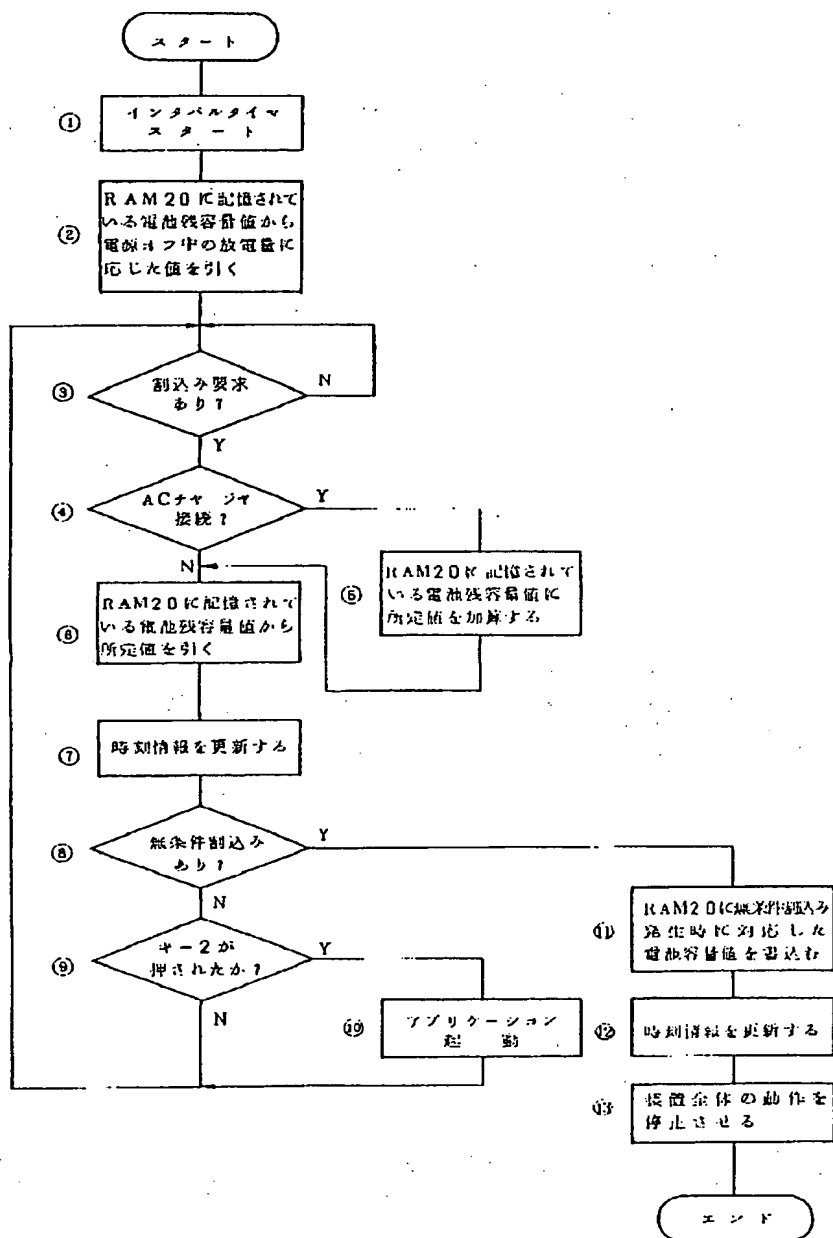 スタート
①
インタバルタイマ
スタート
②
RAM20に記憶されて
いる電池残容量値から
電源オフ中の放電量に
応じた値を引く
③
割込み要求
あり?
N
Y
④
ACチャージャ
接続?
Y
N
⑤
RAM20に記憶されて
いる電池残容量値に
所定値を加算する
⑥
RAM20に記憶されて
いる電池残容量値から
所定値を引く
⑦
時刻情報を更新する
⑧
無条件割込み
あり?
Y
N
⑨
キー2が
押されたか?
Y
N
⑩
アプリケーション
起動
⑪
RAM20に無条件割込み
発生時に対応した
電池容量値を書込む
⑫
時刻情報を更新する
⑬
装置全体の動作を
停止させる
エンド